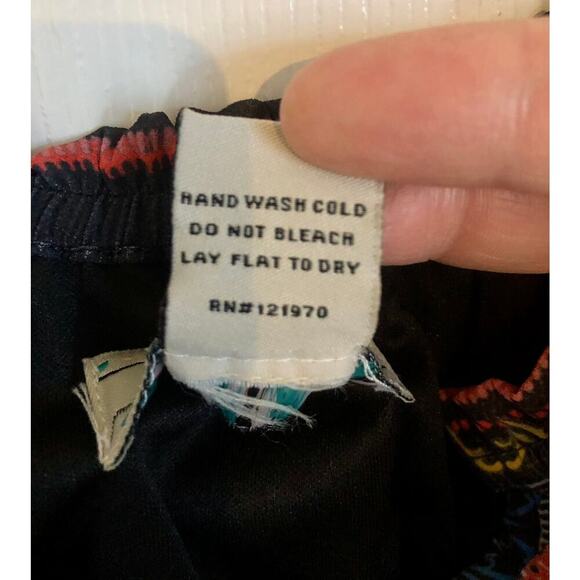 HAND WASH COLD
DO NOT BLEACH
LAY FLAT TO DRY
RN#121970